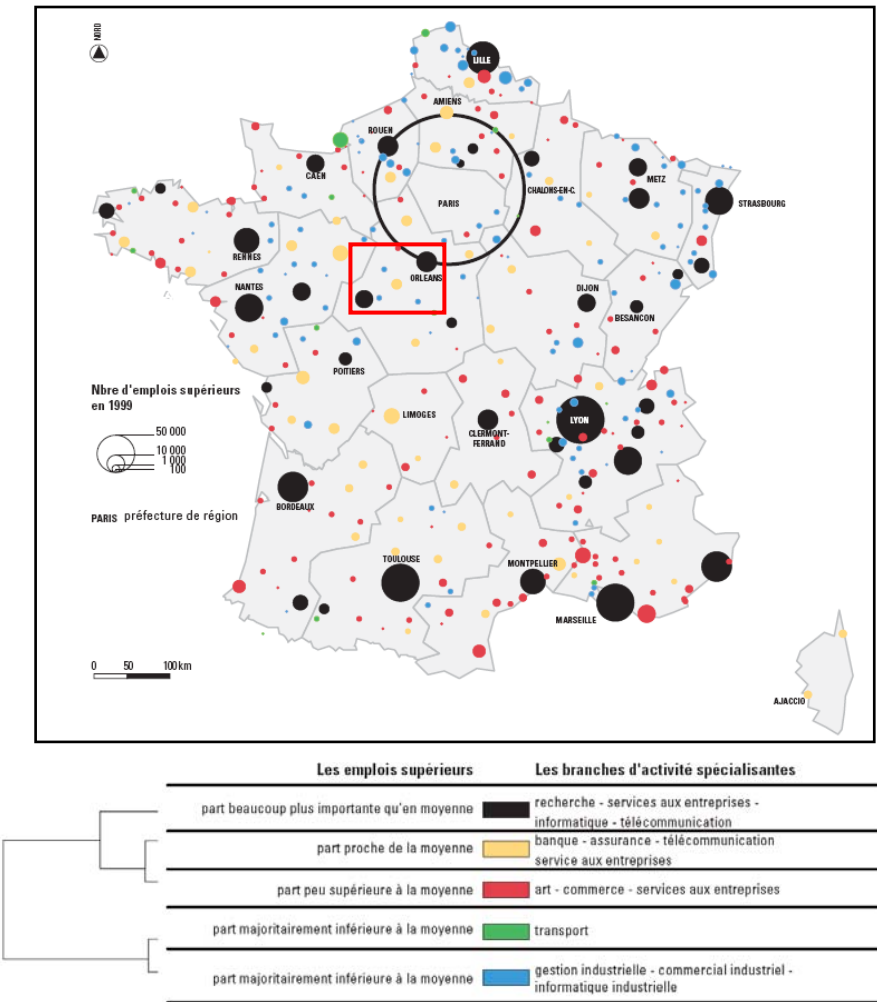 NORD
LILLE
AMIENS
ROUEN
CAEN
PARIS
CHALONS-EN-C.
METZ
STRASBOURG
RENNES
ORLEANS
NANTES
DIJON
BESANCON
POITIERS
Nbre d'emplois supérieurs
en 1999
50 000
10 000
1 000
100
PARIS préfecture de région
LIMOGES
CLERMONT-
FERRAND
LYON
BORDEAUX
TOULOUSE
MONTPELLIER
MARSEILLE
0 50 100km
AJACCIO
Les emplois supérieurs Les branches d'activité spécialisantes
part beaucoup plus importante qu'en moyenne recherche - services aux entreprises -
informatique - télécommunication
part proche de la moyenne banque - assurance - télécommunication
service aux entreprises
part peu supérieure à la moyenne art - commerce - services aux entreprises
part majoritairement inférieure à la moyenne transport
part majoritairement inférieure à la moyenne gestion industrielle - commercial industriel -
informatique industrielle